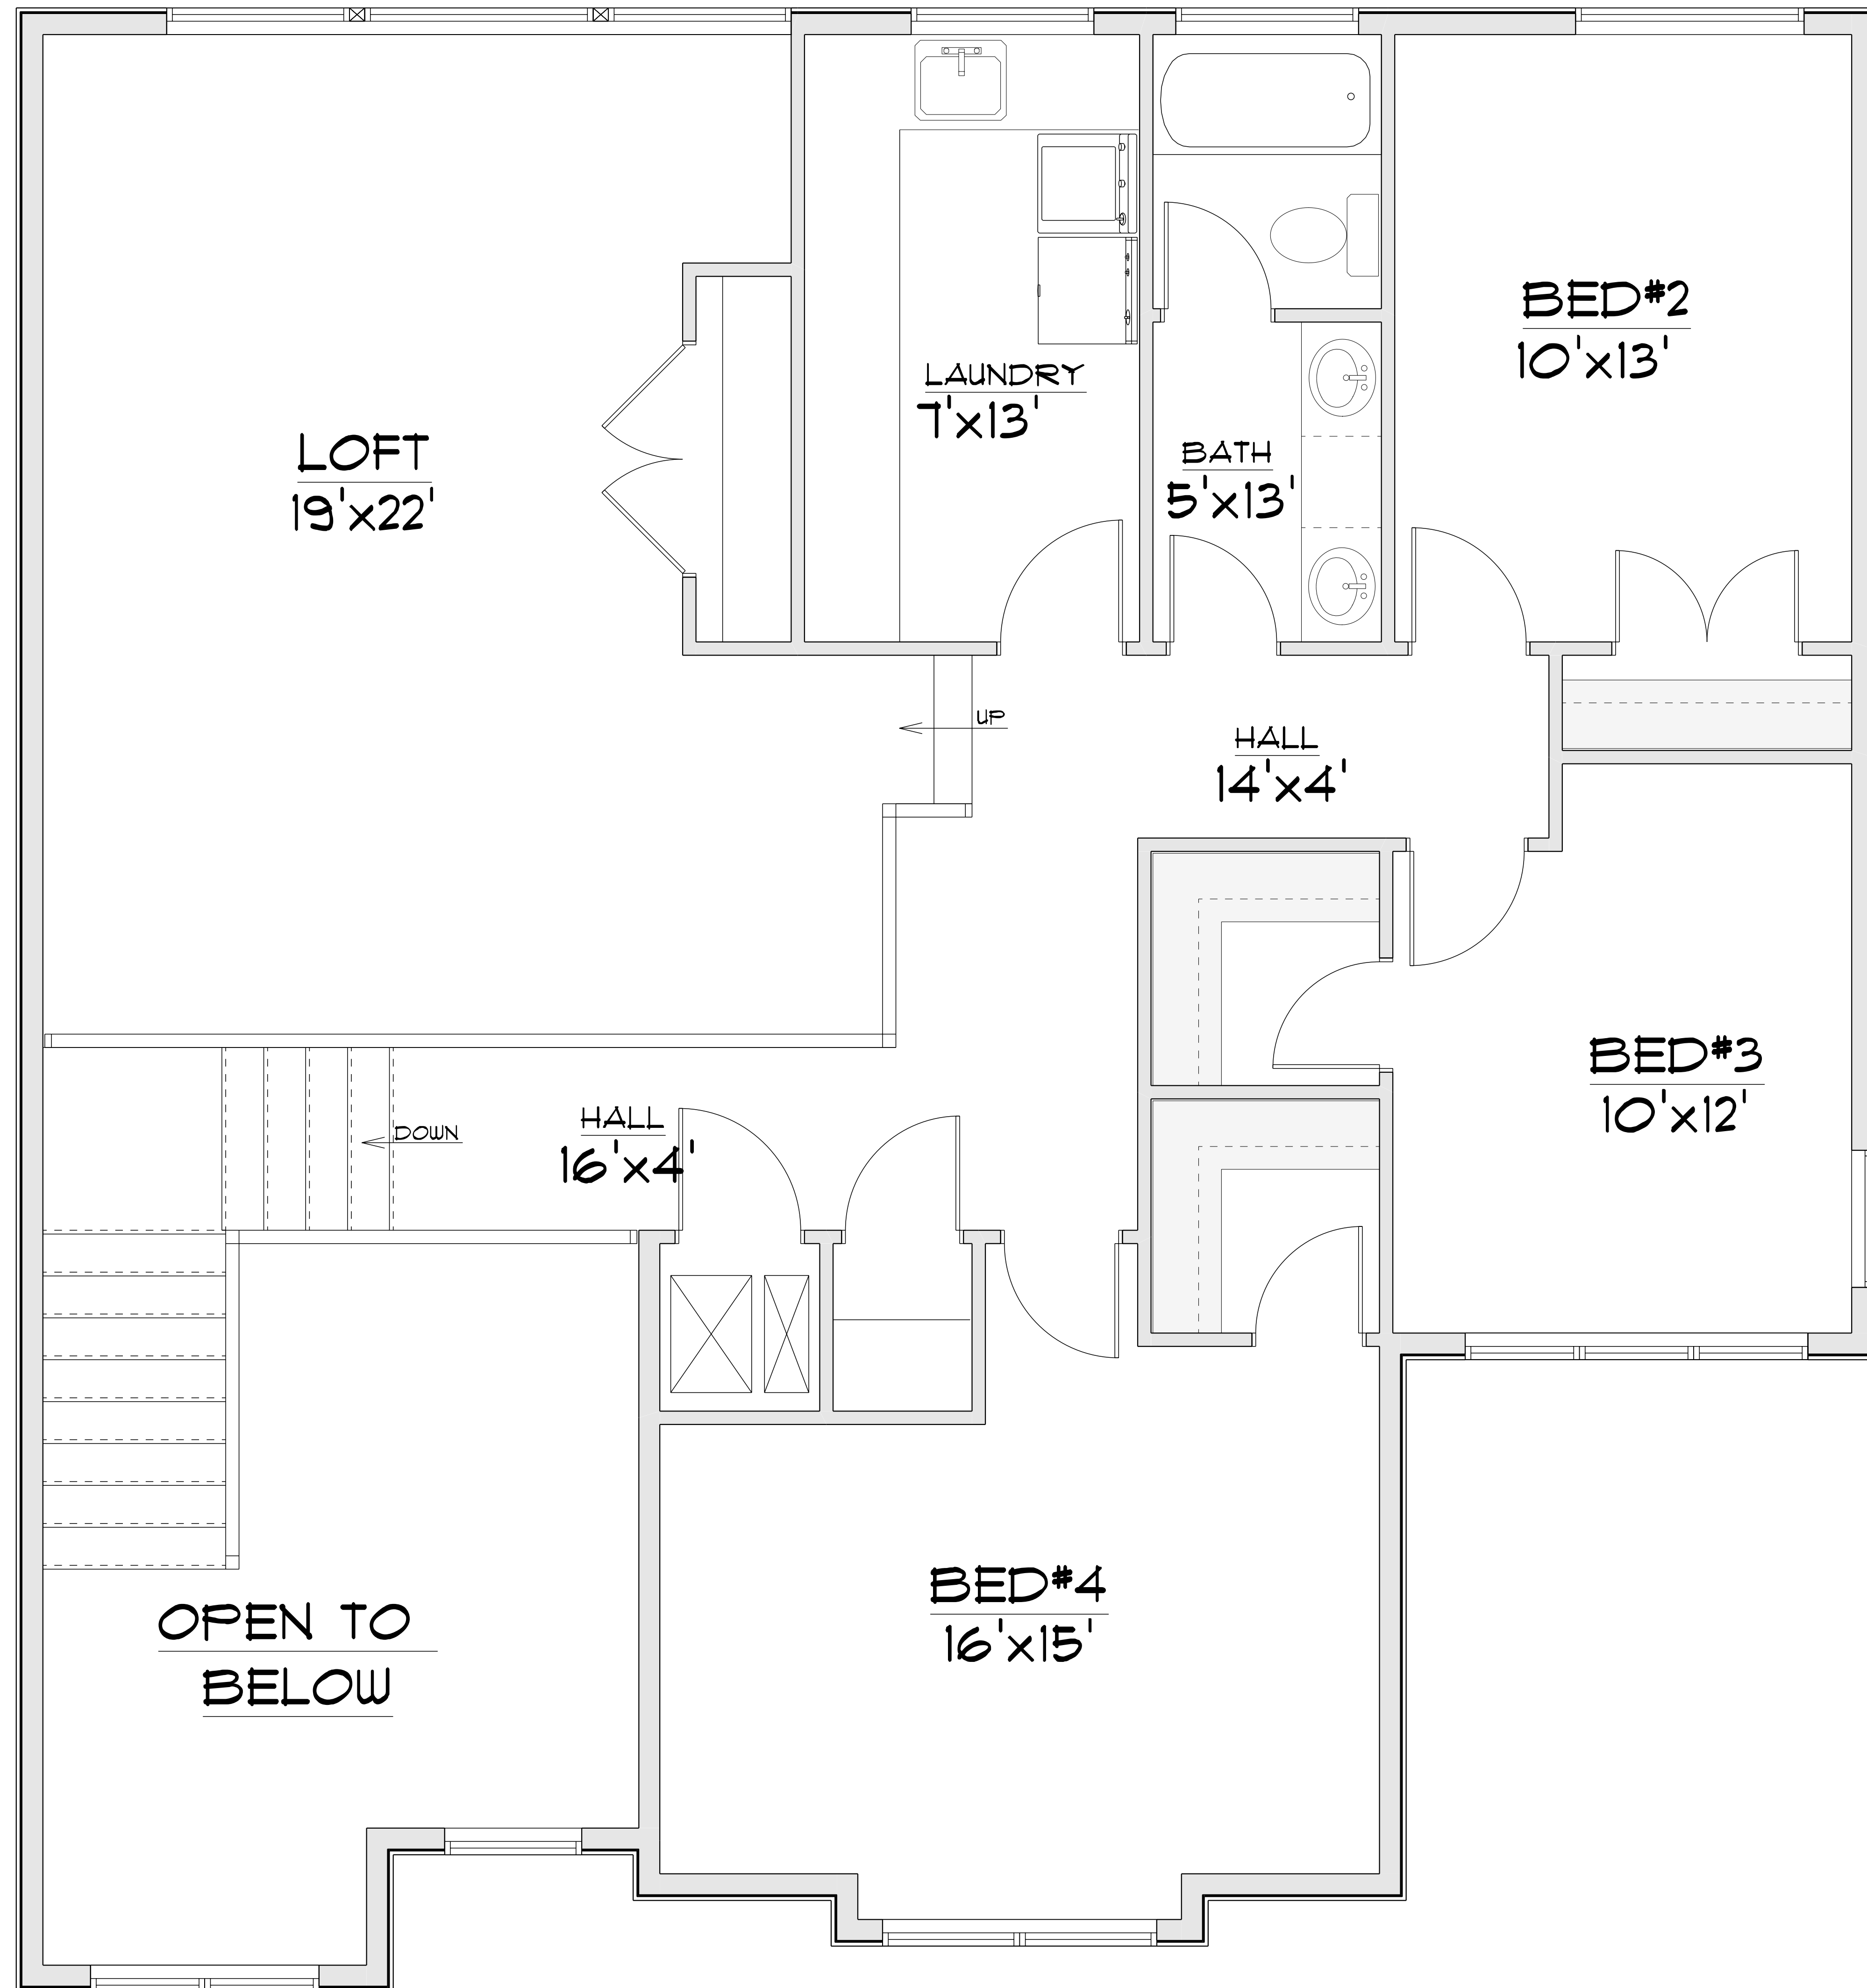 BED#2
10'x13'
LAUNDRY
7'x13'
LOFT
19'x22'
BATH
5'x13'
UP
HALL
14'x4'
BED#3
10'x12'
HALL
16'x4'
DOWN
BED#4
16'x15'
OPEN TO
BELOW